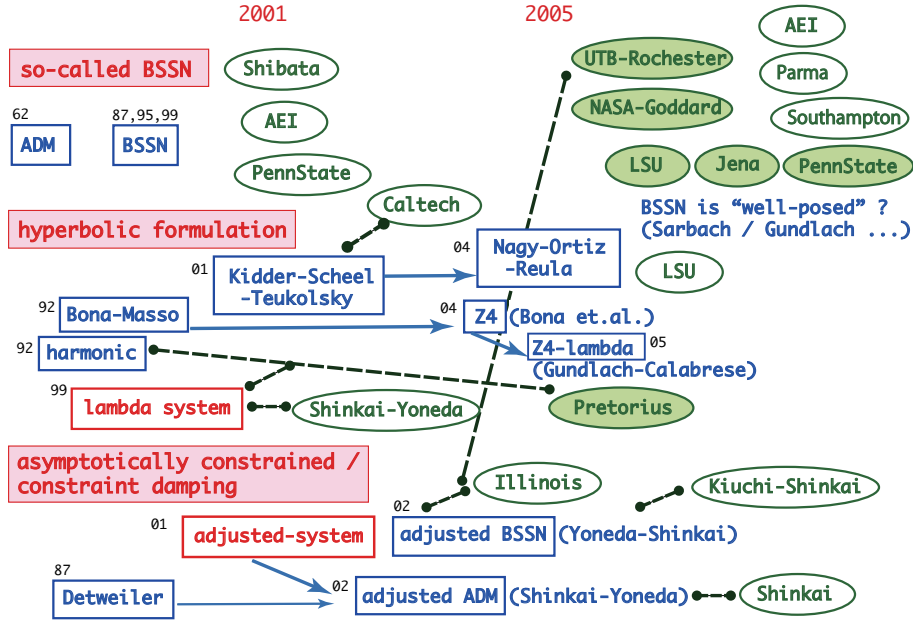 2001
2005
so-called BSSN
Shibata
UTB-Rochester
AEI
Parma
62
ADM
87,95,99
BSSN
AEI
NASA-Goddard
Southampton
PennState
LSU
Jena
PennState
Caltech
BSSN is “well-posed” ?
(Sarbach / Gundlach ...)
hyperbolic formulation
01
Kidder-Scheel
-Teukolsky
04
Nagy-Ortiz
-Reula
LSU
92
Bona-Masso
04
Z4
(Bona et.al.)
92
harmonic
Z4-lambda
05
(Gundlach-Calabrese)
99
lambda system
Shinkai-Yoneda
Pretorius
asymptotically constrained /
constraint damping
Illinois
Kiuchi-Shinkai
01
adjusted-system
02
adjusted BSSN
(Yoneda-Shinkai)
87
Detweiler
02
adjusted ADM
(Shinkai-Yoneda)
Shinkai